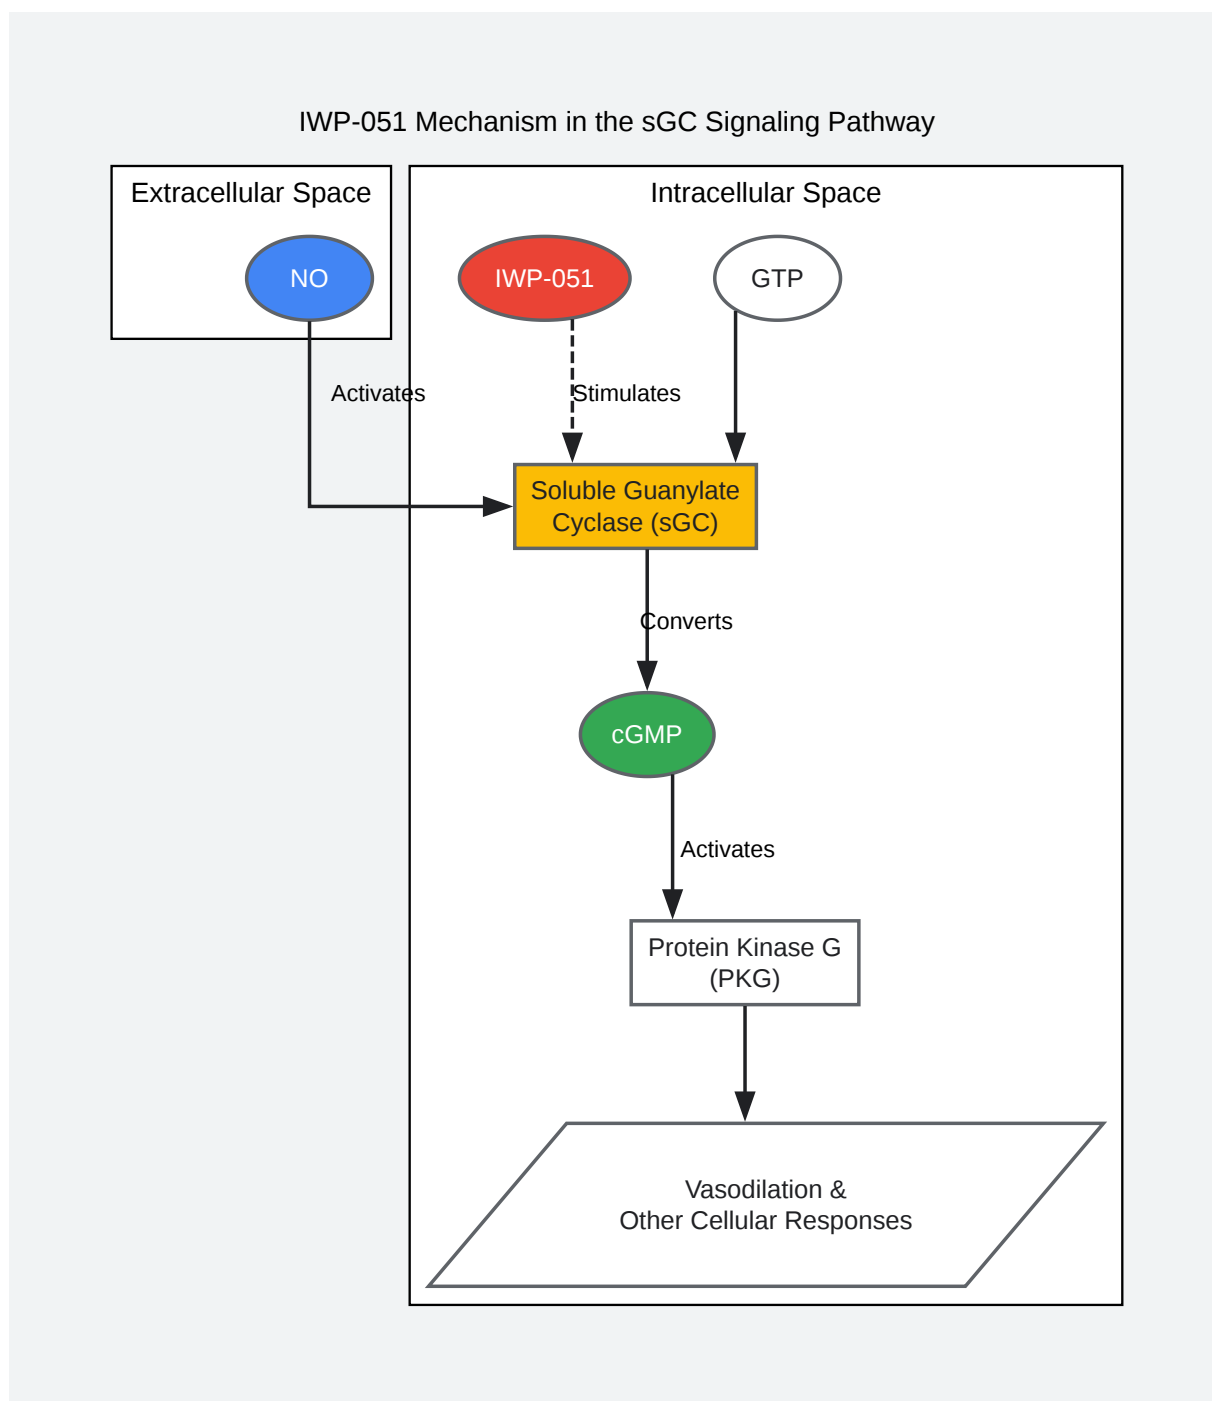 IWP-051 Mechanism in the sGC Signaling Pathway
Extracellular Space
Intracellular Space
NO
IWP-051
GTP
Activates
Stimulates
Soluble Guanylate
Cyclase (sGC)
Converts
cGMP
Activates
Protein Kinase G
(PKG)
Vasodilation &
Other Cellular Responses